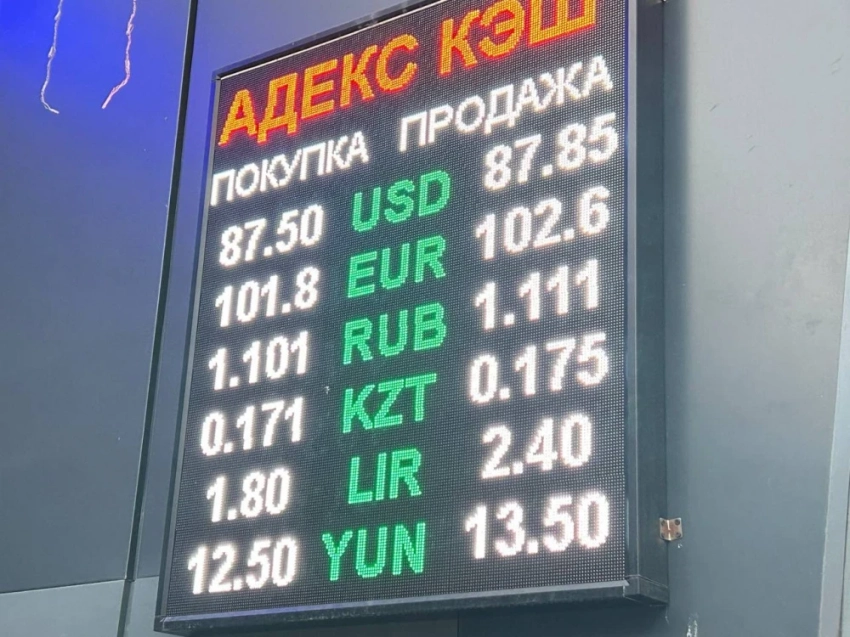 АДЕКС КЭШ
ПОКУПКА ПРОДАЖА
87.50 USD 87.85
101.8 EUR 102.6
1.101 RUB 1.111
0.171 KZT 0.175
1.80 LIR 2.40
12.50 YUN 13.50